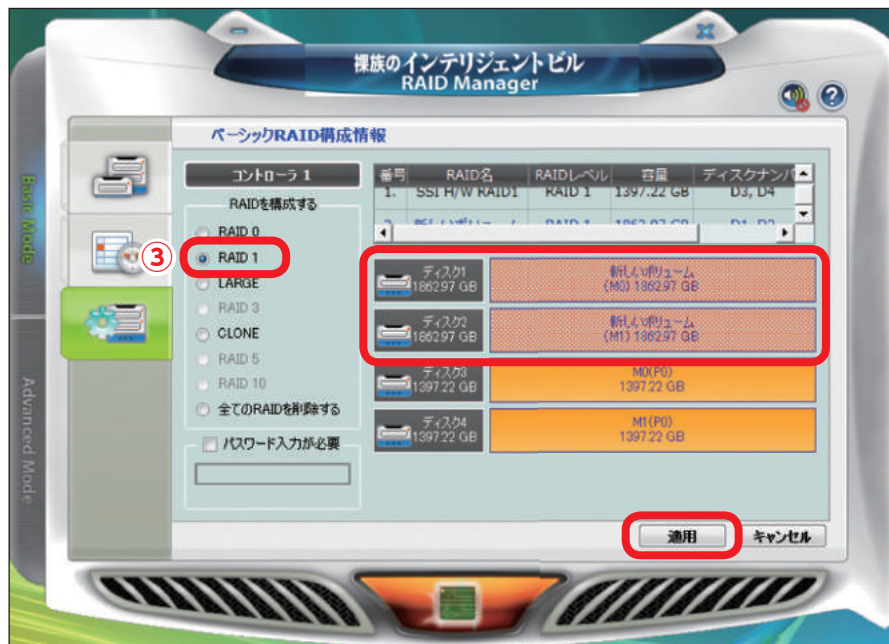 裸族のインテリジェントビル
RAID Manager
Basic Mode
Advanced Mode
ベーシックRAID構成情報
コントローラ 1
RAIDを構成する
RAID 0
③
RAID 1
LARGE
RAID 3
CLONE
RAID 5
RAID 10
全てのRAIDを削除する
パスワード入力が必要
番号 RAID名 RAIDレベル 容量 ディスクナンバ
1. SSI H/W RAID1 RAID 1 1397.22 GB D3, D4
ディスク1
1862.97 GB
新しいボリューム
(M0) 1862.97 GB
ディスク2
1862.97 GB
新しいボリューム
(M1) 1862.97 GB
ディスク3
1397.22 GB
M0(P0)
1397.22 GB
ディスク4
1397.22 GB
M1(P0)
1397.22 GB
適用
キャンセル